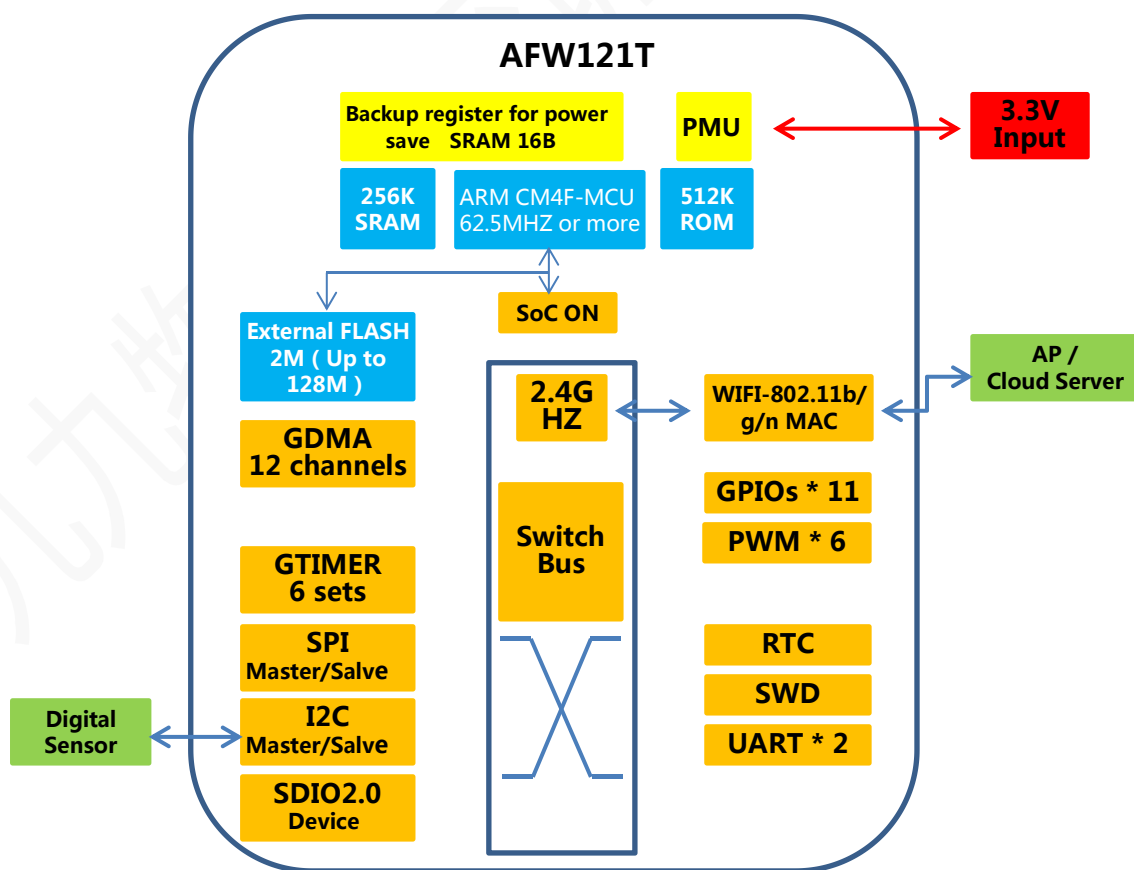 AFW121T
Backup register for power
save SRAM 16B
PMU
3.3V
Input
256K
SRAM
ARM CM4F-MCU
62.5MHZ or more
512K
ROM
SoC ON
External FLASH
2M ( Up to
128M )
2.4G
HZ
WIFI-802.11b/
g/n MAC
AP /
Cloud Server
GDMA
12 channels
GPIOs * 11
Switch
Bus
PWM * 6
GTIMER
6 sets
SPI
Master/Salve
RTC
SWD
Digital
Sensor
I2C
Master/Salve
UART * 2
SDIO2.0
Device